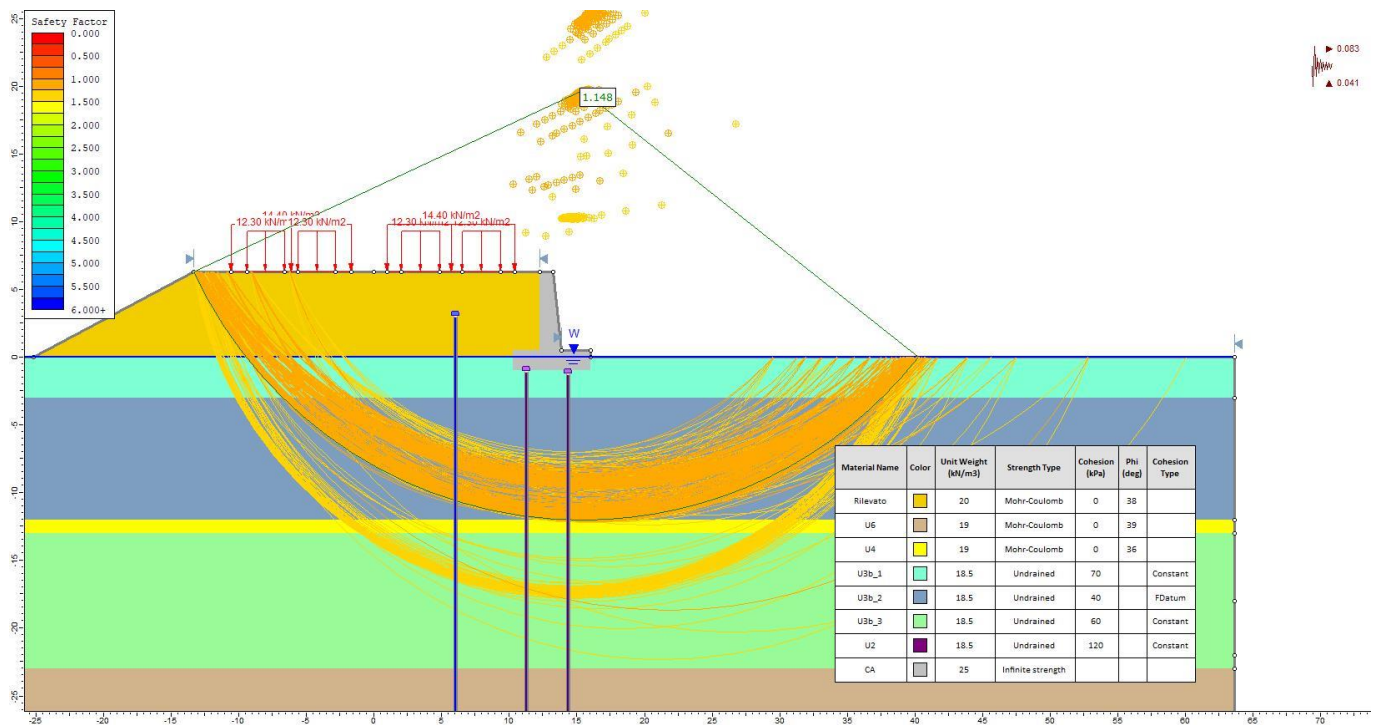 Safety Factor
0.000
0.500
1.000
1.500
2.000
2.500
3.000
3.500
4.000
4.500
5.000
5.500
6.000+
0.083
0.041
1.148
14.40 kN/m2 14.40 kN/m2
12.30 kN/m2 12.30 kN/m2 12.30 kN/m2
W
Material Name Color Unit Weight (kN/m3) Strength Type Cohesion (kPa) Phi (deg) Cohesion Type
Rilevato 20 Mohr-Coulomb 0 38
U6 19 Mohr-Coulomb 0 39
U4 19 Mohr-Coulomb 0 36
U3b_1 18.5 Undrained 70 Constant
U3b_2 18.5 Undrained 40 FDatum
U3b_3 18.5 Undrained 60 Constant
U2 18.5 Undrained 120 Constant
CA 25 Infinite strength
25
20
15
10
5
0
-5
-10
-15
-20
-25
-25 -20 -15 -10 -5 0 5 10 15 20 25 30 35 40 45 50 55 60 65 70